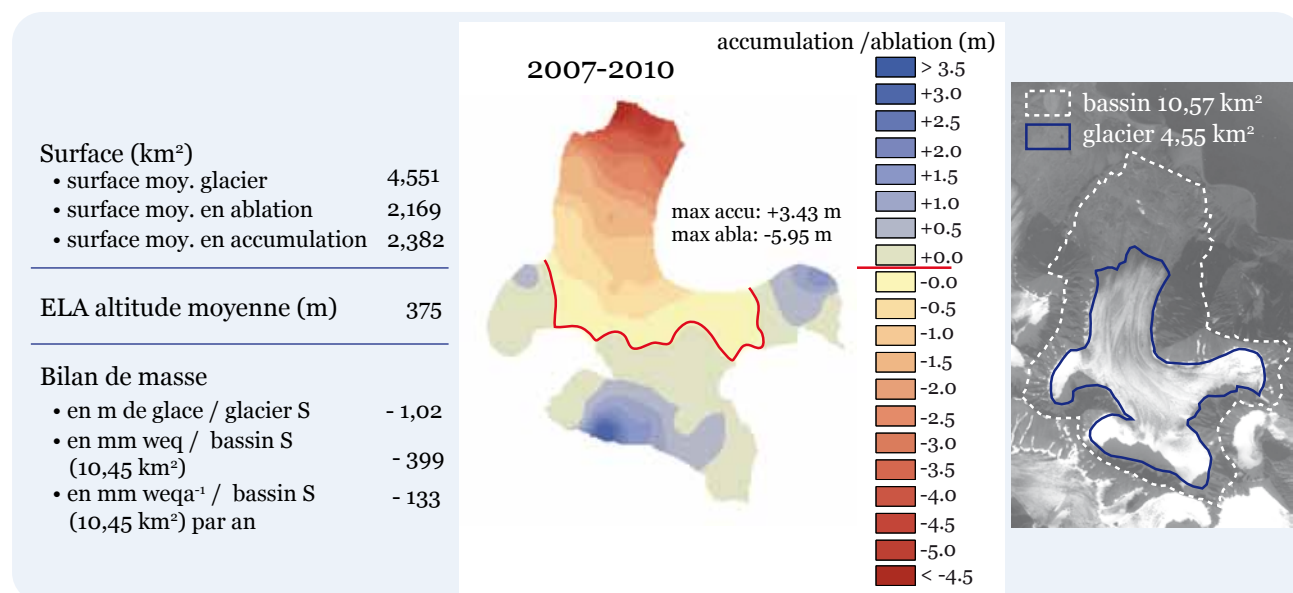 Surface (km²)
• surface moy. glacier 4,551
• surface moy. en ablation 2,169
• surface moy. en accumulation 2,382
ELA altitude moyenne (m) 375
Bilan de masse
• en m de glace / glacier S - 1,02
• en mm weq / bassin S
(10,45 km²) - 399
• en mm weqa⁻¹ / bassin S - 133
(10,45 km²) par an
2007-2010
max accu: +3.43 m
max abla: -5.95 m
accumulation /ablation (m)
> 3.5
+3.0
+2.5
+2.0
+1.5
+1.0
+0.5
+0.0
-0.0
-0.5
-1.0
-1.5
-2.0
-2.5
-3.0
-3.5
-4.0
-4.5
-5.0
< -4.5
bassin 10,57 km²
glacier 4,55 km²